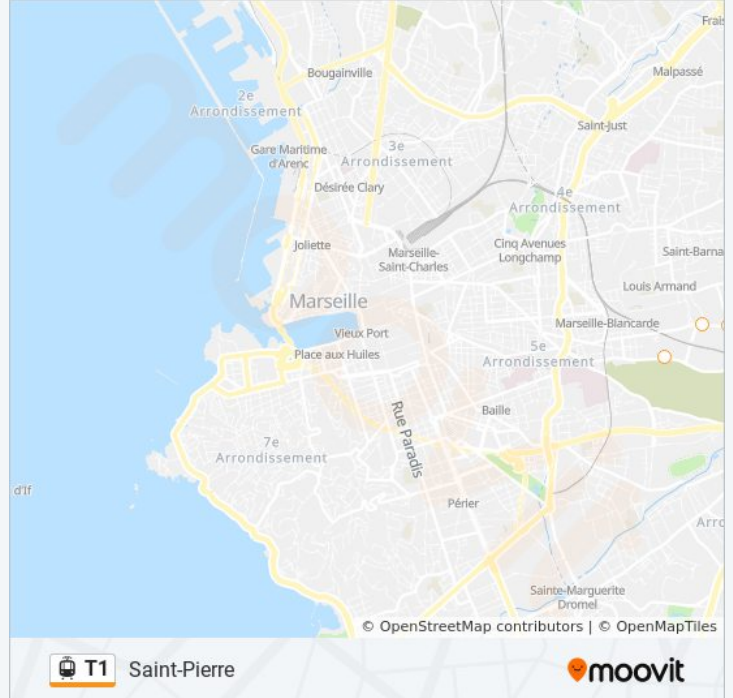 Frais
Bougainville
Malpassé
2e
Arrondissement
Saint-Just
Gare Maritime
d'Arenc
3e
Arrondissement
Désirée Clary
4e
Arrondissement
Joliette
Marseille-
Saint-Charles
Cinq Avenues
Longchamp
Saint-Barna
Louis Armand
Marseille
Marseille-Blancarde
Vieux Port
Place aux Huiles
5e
Arrondissement
Rue Paradis
Baille
7e
Arrondissement
d'If
Périer
Arro
Sainte-Marguerite
Dromel
© OpenStreetMap contributors | © OpenMapTiles
T1 Saint-Pierre
moovit